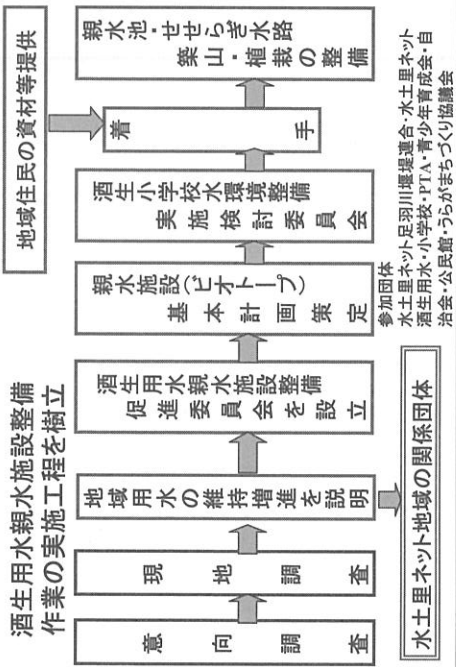 酒生用水親水施設整備
作業の実施工程を樹立
意向調査
現地調査
地域用水の維持増進を説明
水土里ネット地域の関係団体
酒生用水親水施設整備
促進委員会を設立
親水施設(ビオトープ)
基本計画策定
参加団体
水土里ネット足羽川堰堤連合・水土里ネット
酒生用水・小学校・PTA・青少年育成会・自
治会・公民館・うらがまちづくり協議会
酒生小学校水環境整備
実施検討委員会
着手
地域住民の資材等提供
親水池・せせらぎ水路
築山・植栽の整備